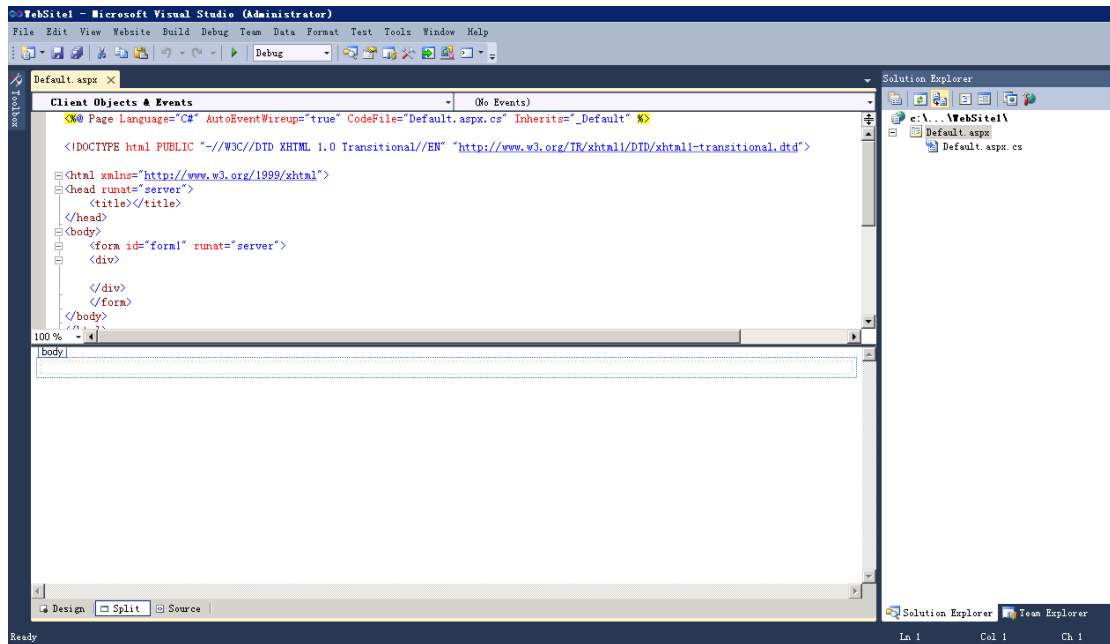 WebSite1 - Microsoft Visual Studio (Administrator)
File Edit View Website Build Debug Team Data Format Test Tools Window Help
Debug
Toolbox
Default.aspx
Solution Explorer
Client Objects & Events
(No Events)
<%@ Page Language="C#" AutoEventWireup="true" CodeFile="Default.aspx.cs" Inherits="_Default" %>
<!DOCTYPE html PUBLIC "-//W3C//DTD XHTML 1.0 Transitional//EN" "http://www.w3.org/TR/xhtml1/DTD/xhtml1-transitional.dtd">
<html xmlns="http://www.w3.org/1999/xhtml">
<head runat="server">
<title></title>
</head>
<body>
<form id="form1" runat="server">
<div>
</div>
</form>
</body>
c:\...\WebSite1\
Default.aspx
Default.aspx.cs
100 %
body
Design Split Source
Solution Explorer Team Explorer
Ready
Ln 1 Col 1 Ch 1